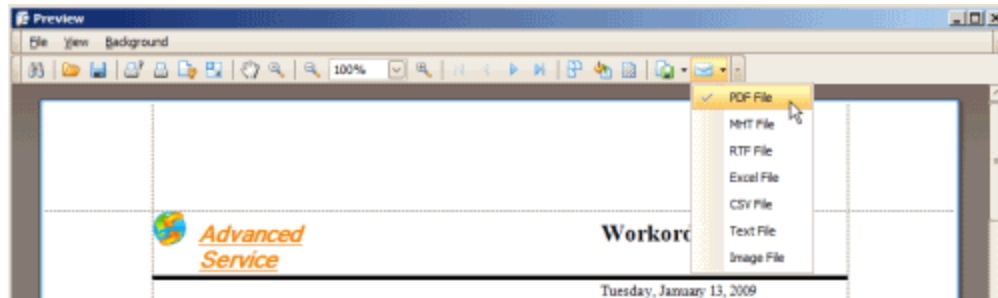 Preview
File View Background
100%
PDF File
MHT File
RTF File
Excel File
CSV File
Text File
Image File
Advanced
Service
Workord
Tuesday, January 13, 2009